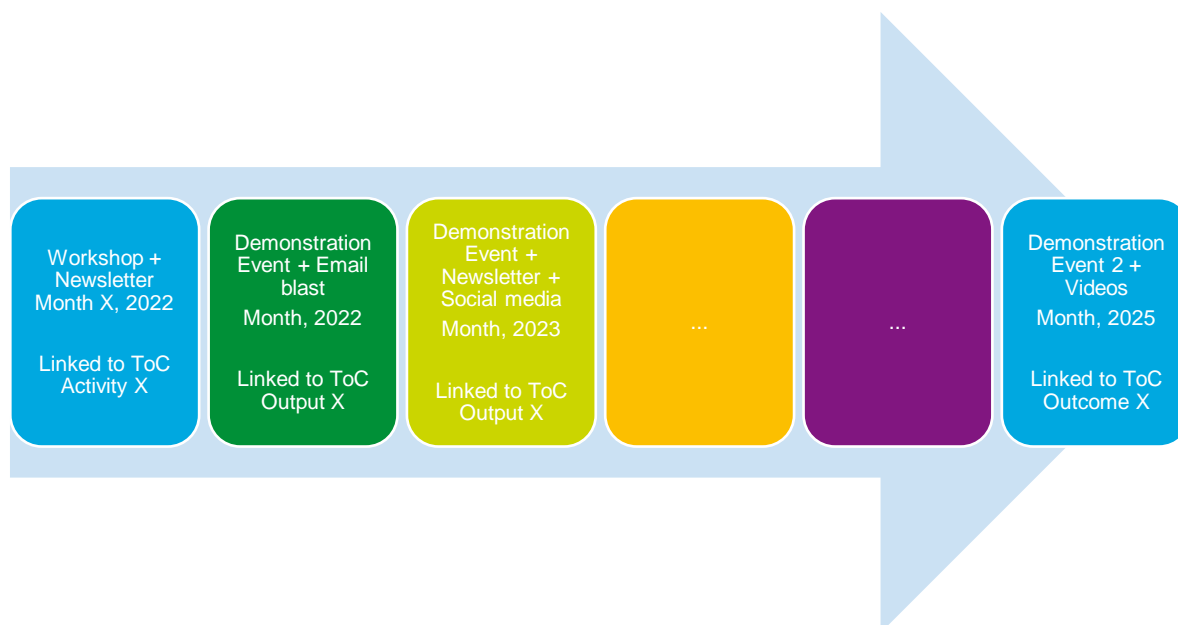 Workshop +
Newsletter
Month X, 2022
Linked to ToC
Activity X
Demonstration
Event + Email
blast
Month, 2022
Linked to ToC
Output X
Demonstration
Event +
Newsletter +
Social media
Month, 2023
Linked to ToC
Output X
...
...
Demonstration
Event 2 +
Videos
Month, 2025
Linked to ToC
Outcome X